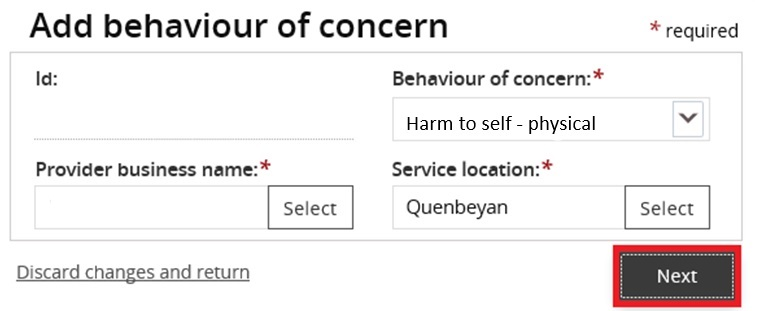 Add behaviour of concern
* required
Id:
Behaviour of concern:*
Harm to self - physical
Provider business name:*
Select
Service location:*
Quenbeyan
Select
Discard changes and return
Next